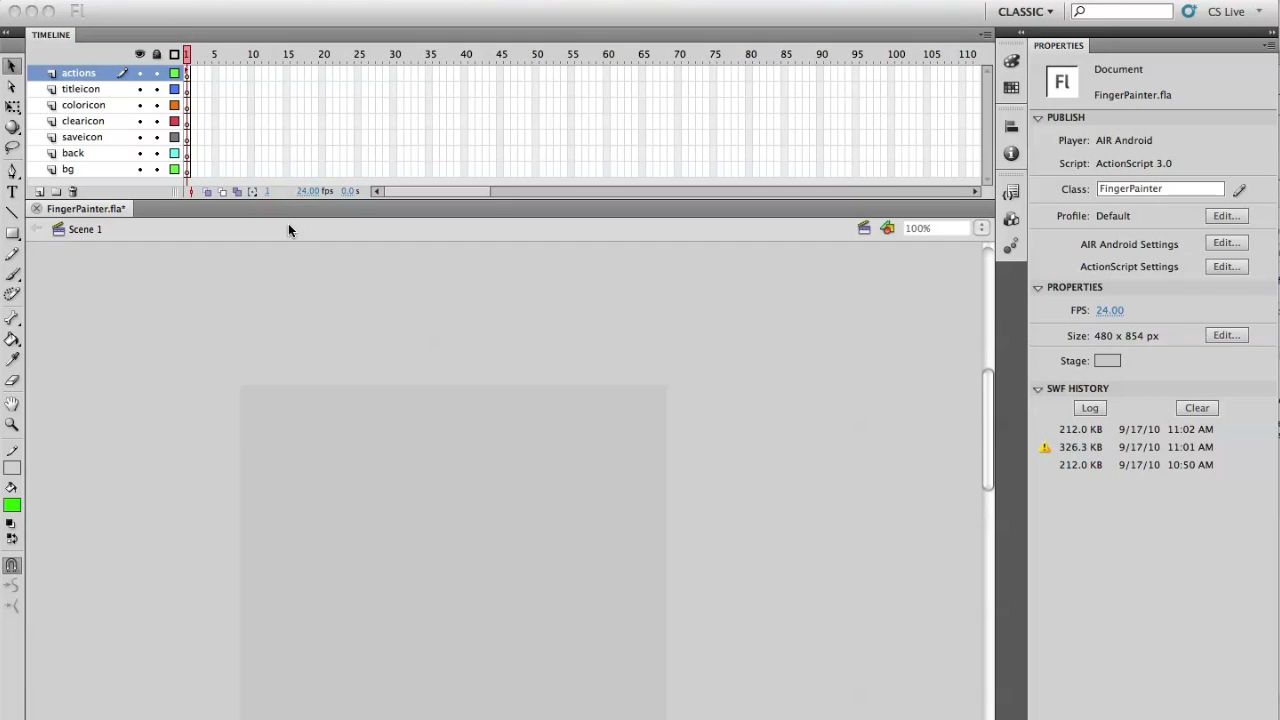 Fl
CLASSIC
CS Live
TIMELINE
1 5 10 15 20 25 30 35 40 45 50 55 60 65 70 75 80 85 90 95 100 105 110
actions
titleicon
coloricon
clearicon
saveicon
back
bg
1 24.00 fps 0.0 s
FingerPainter.fla*
Scene 1
100%
PROPERTIES
Fl
Document
FingerPainter.fla
PUBLISH
Player: AIR Android
Script: ActionScript 3.0
Class: FingerPainter
Profile: Default Edit...
AIR Android Settings Edit...
ActionScript Settings Edit...
PROPERTIES
FPS: 24.00
Size: 480 x 854 px Edit...
Stage:
SWF HISTORY
Log Clear
212.0 KB 9/17/10 11:02 AM
326.3 KB 9/17/10 11:01 AM
212.0 KB 9/17/10 10:50 AM